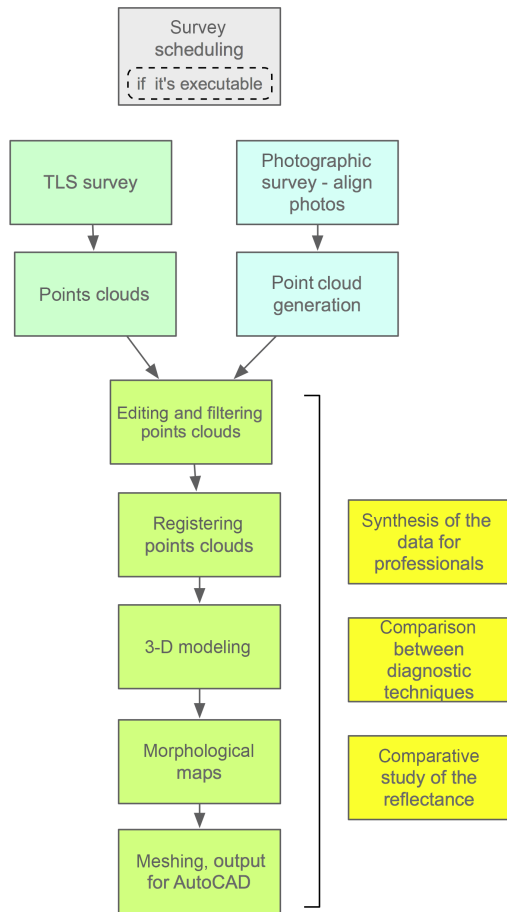 Survey
scheduling
if it's executable
TLS survey
Photographic
survey - align
photos
Points clouds
Point cloud
generation
Editing and filtering
points clouds
Registering
points clouds
3-D modeling
Morphological
maps
Meshing, output
for AutoCAD
Synthesis of the
data for
professionals
Comparison
between
diagnostic
techniques
Comparative
study of the
reflectance